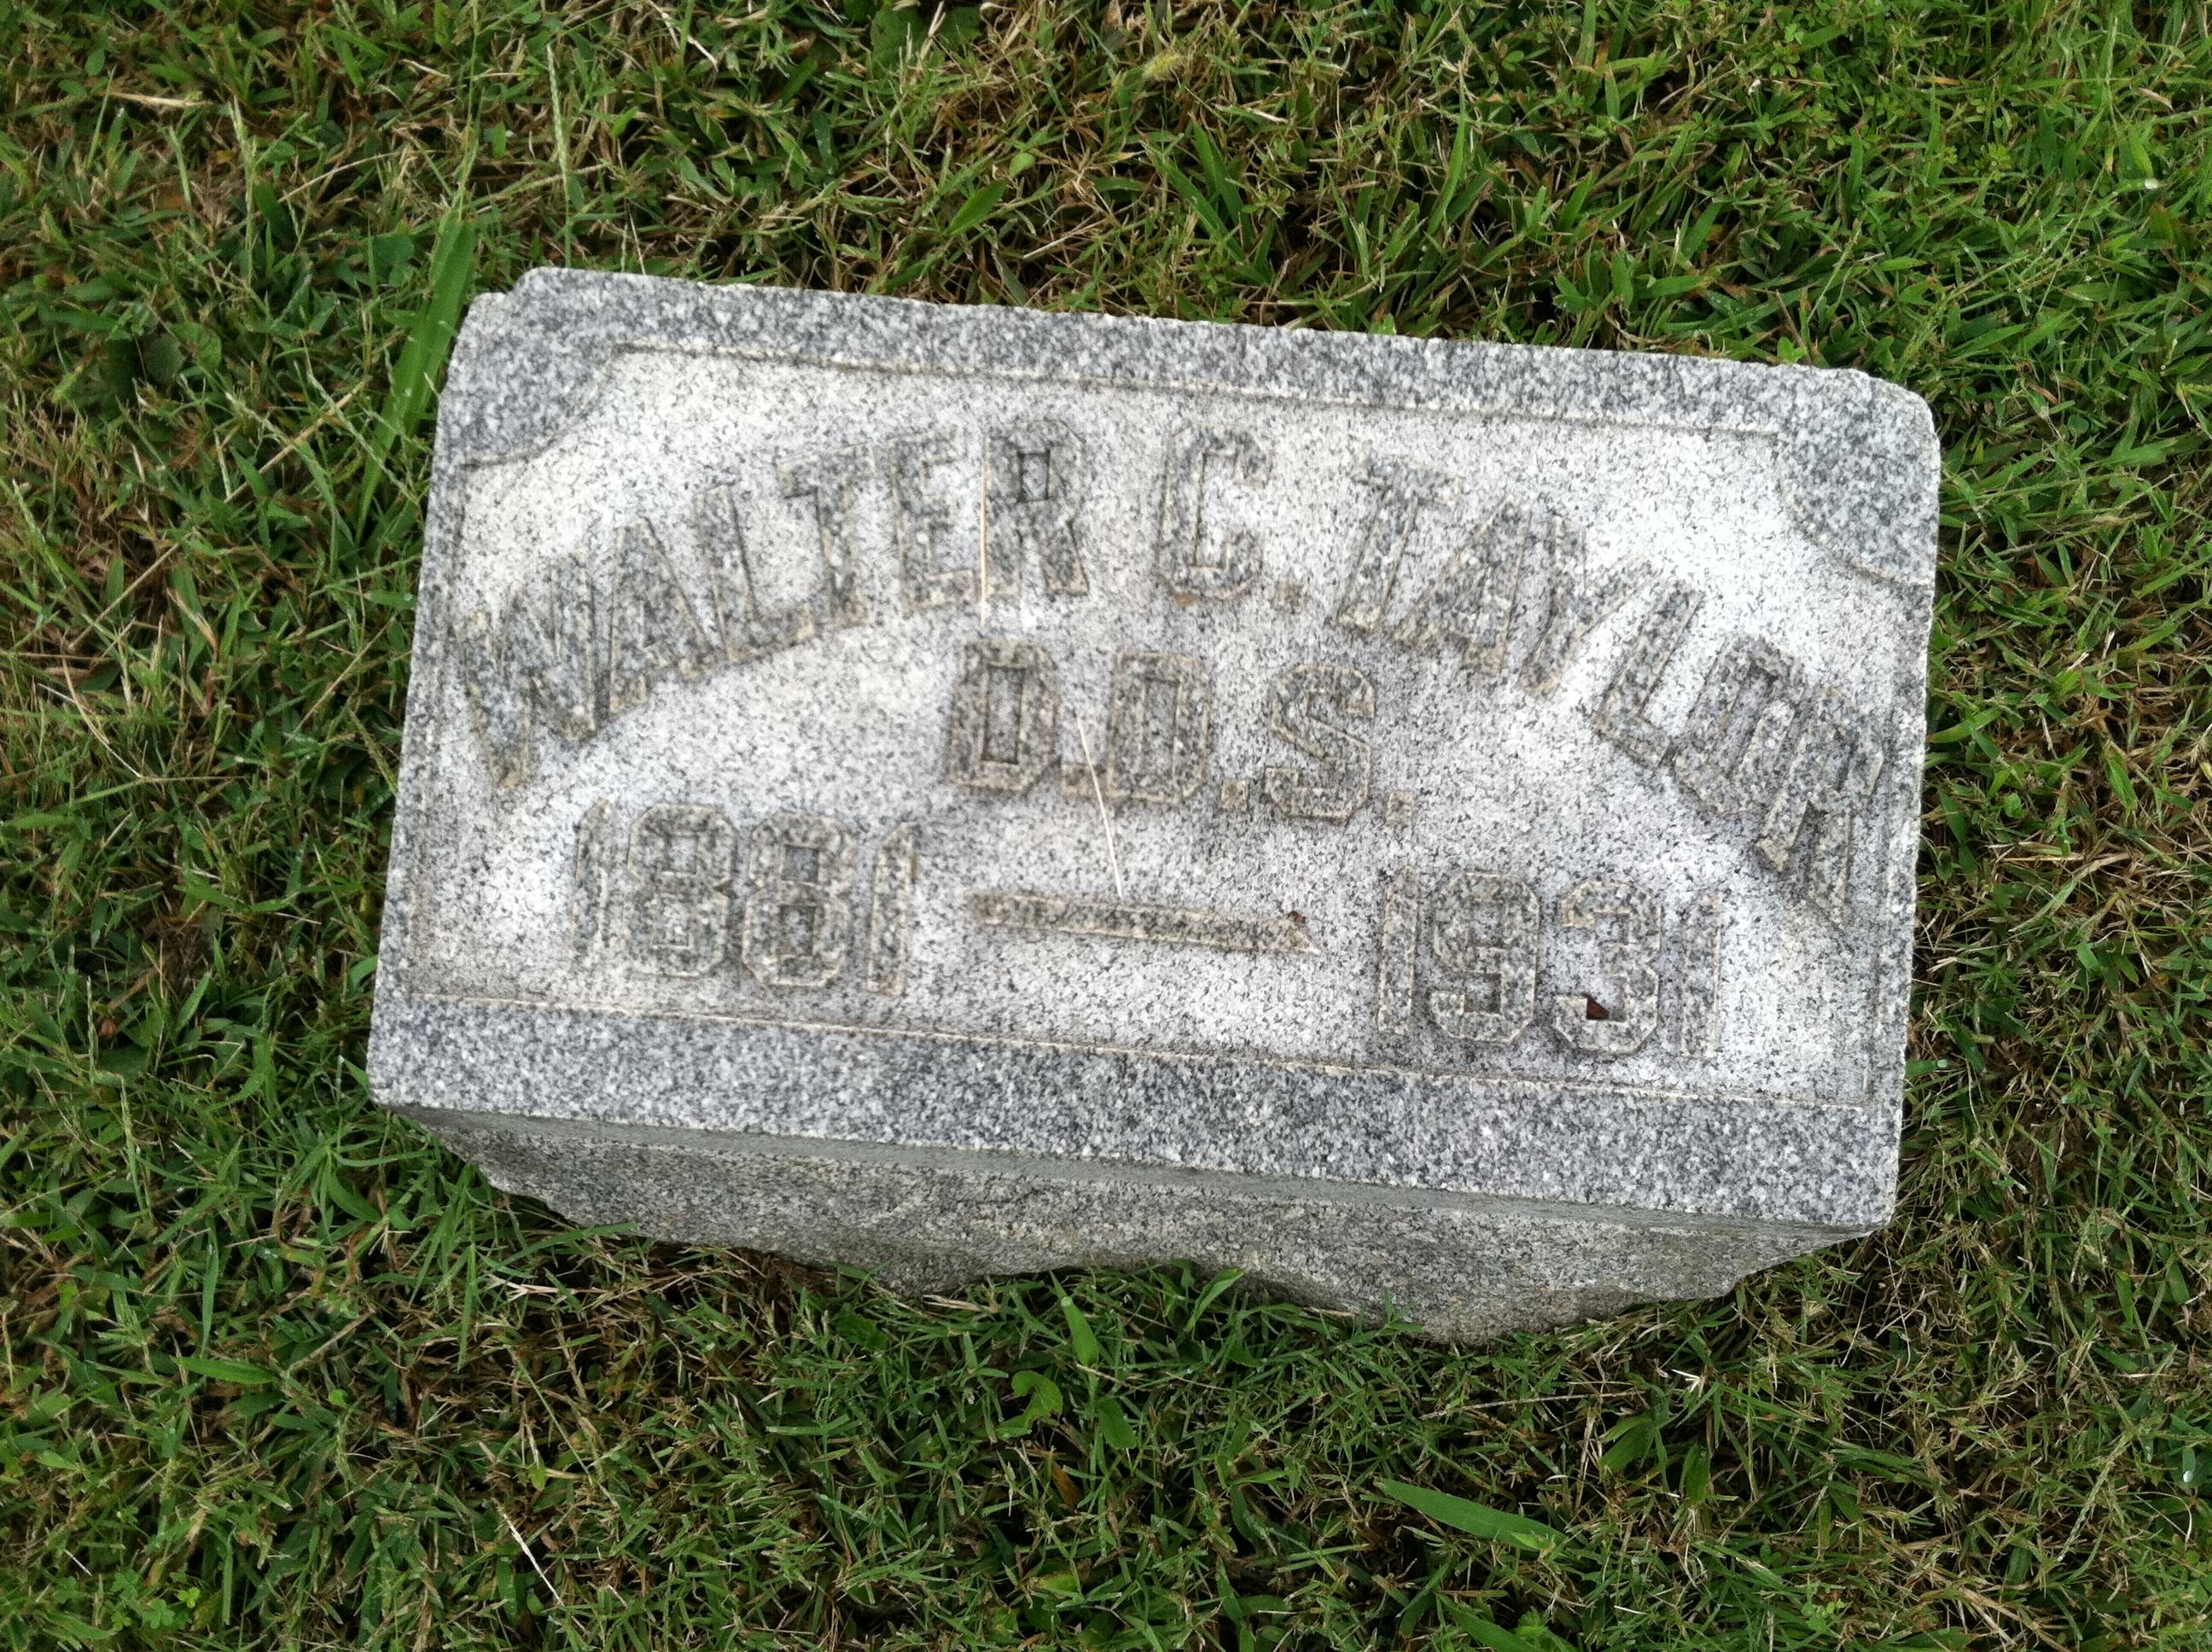 WALTER C. TAYLOR
D.D.S.
1881 — 1931